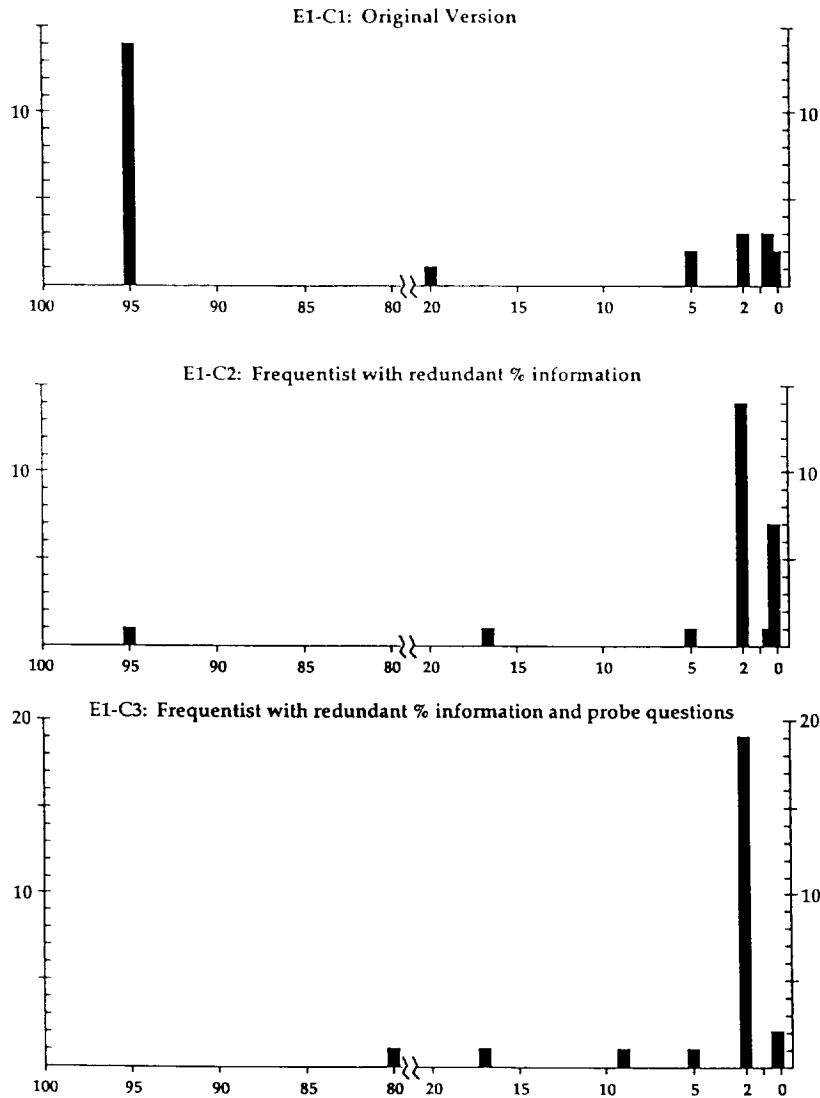 E1-C1: Original Version
10 10
100 95 90 85 80 20 15 10 5 2 0
E1-C2: Frequentist with redundant % information
10 10
100 95 90 85 80 20 15 10 5 2 0
E1-C3: Frequentist with redundant % information and probe questions
20 20
10 10
100 95 90 85 80 20 15 10 5 2 0